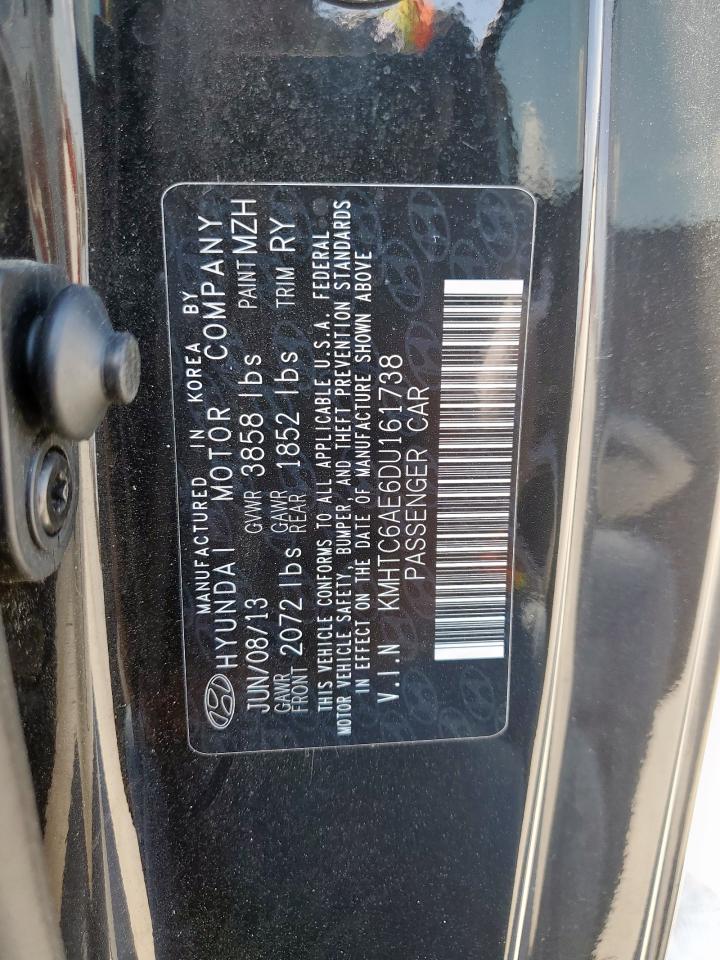 MANUFACTURED IN KOREA BY
HYUNDAI MOTOR COMPANY
JUN/08/13 GVWR 3858 lbs PAINT MZH
GAWR FRONT 2072 lbs GAWR REAR 1852 lbs TRIM RY
THIS VEHICLE CONFORMS TO ALL APPLICABLE U.S.A. FEDERAL
MOTOR VEHICLE SAFETY, BUMPER, AND THEFT PREVENTION STANDARDS
IN EFFECT ON THE DATE OF MANUFACTURE SHOWN ABOVE
V.I.N KMHTC6AE6DU161738
PASSENGER CAR